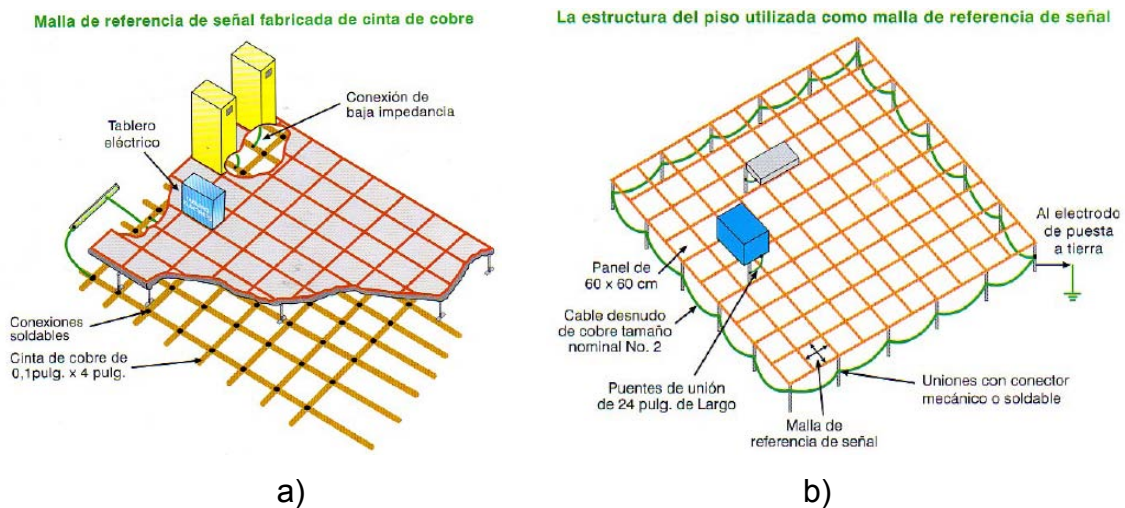 Malla de referencia de señal fabricada de cinta de cobre
Conexión de
baja impedancia
Tablero
eléctrico
Conexiones
soldables
Cinta de cobre de
0,1pulg. x 4 pulg.
a)
La estructura del piso utilizada como malla de referencia de señal
Al electrodo
de puesta
a tierra
Panel de
60 x 60 cm
Cable desnudo
de cobre tamaño
nominal No. 2
Puentes de unión
de 24 pulg. de Largo
Uniones con conector
mecánico o soldable
Malla de
referencia de señal
b)